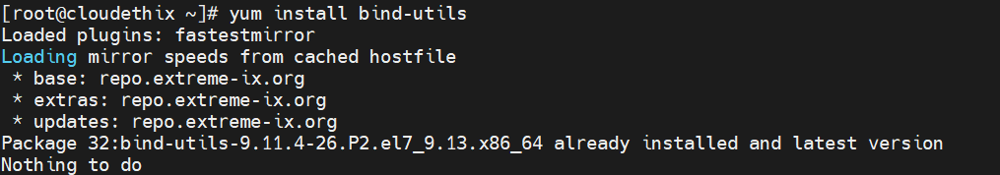 [root@cloudethix ~]# yum install bind-utils
Loaded plugins: fastestmirror
Loading mirror speeds from cached hostfile
 * base: repo.extreme-ix.org
 * extras: repo.extreme-ix.org
 * updates: repo.extreme-ix.org
Package 32:bind-utils-9.11.4-26.P2.el7_9.13.x86_64 already installed and latest version
Nothing to do